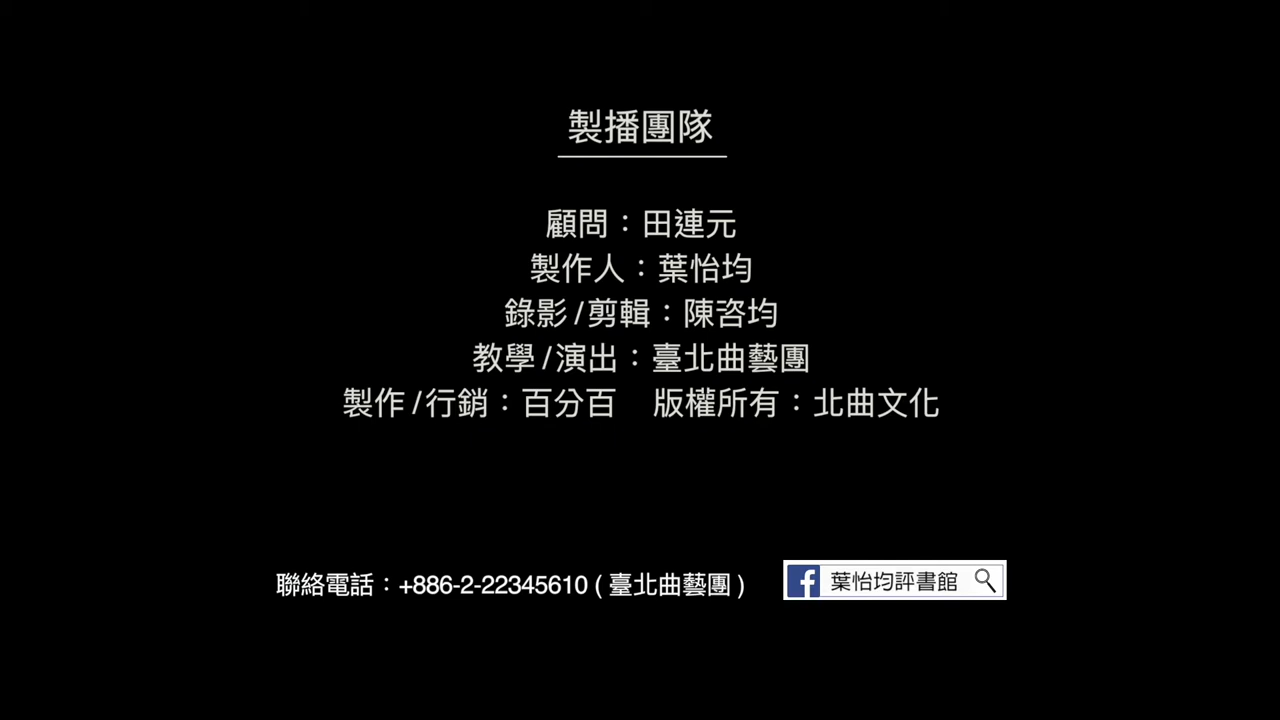 製播團隊
顧問：田連元
製作人：葉怡均
錄影/剪輯：陳咨均
教學/演出：臺北曲藝團
製作/行銷：百分百　版權所有：北曲文化
聯絡電話：+886-2-22345610 ( 臺北曲藝團 )
葉怡均評書館